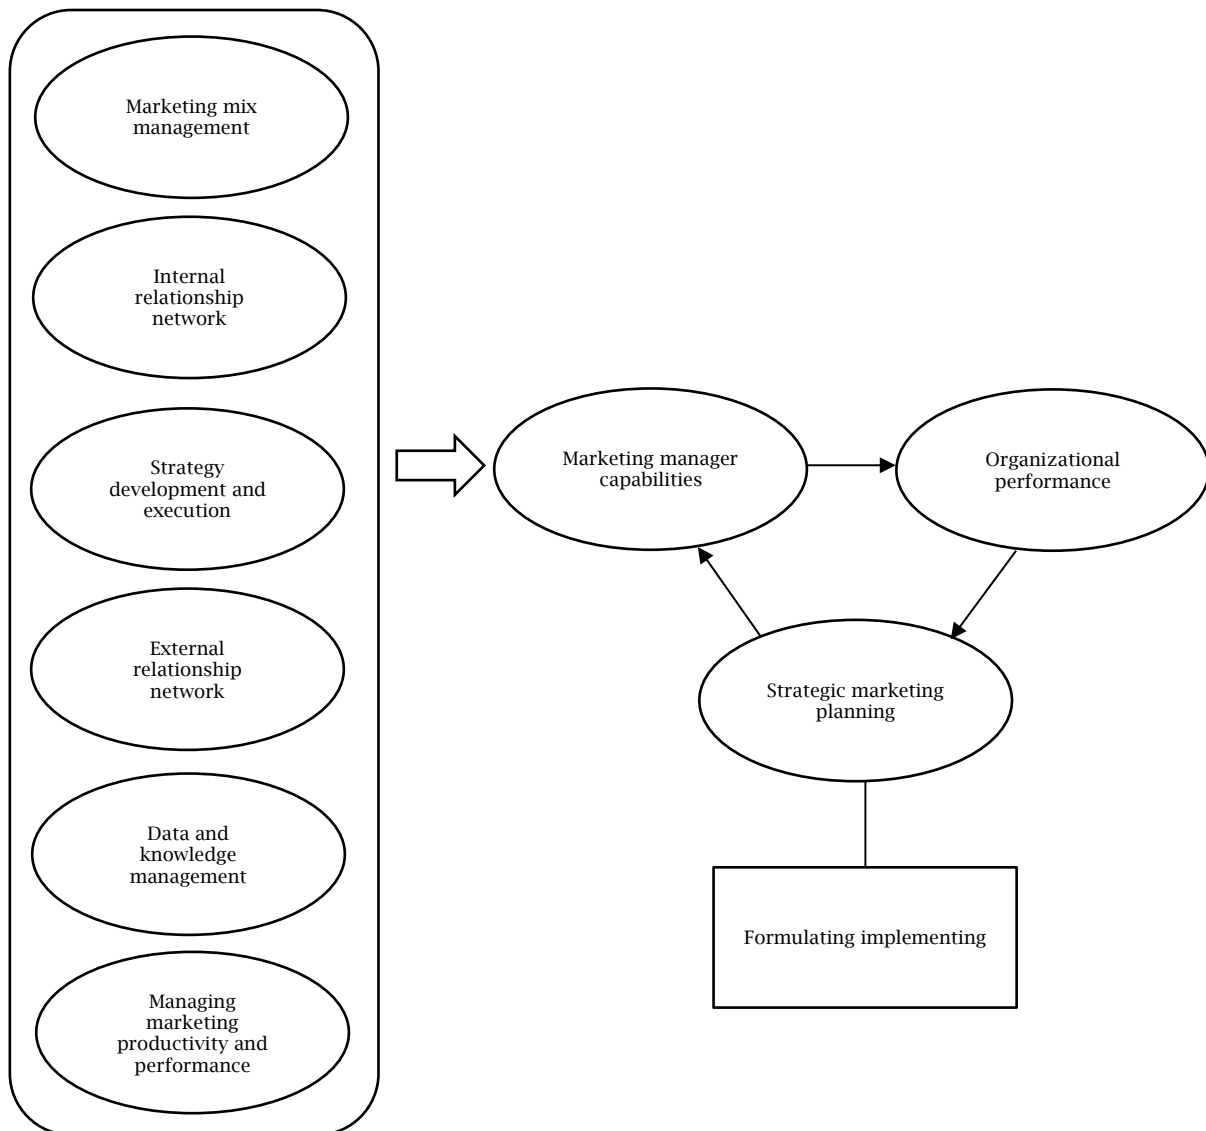 Marketing mix
management
Internal
relationship
network
Strategy
development and
execution
External
relationship
network
Data and
knowledge
management
Managing
marketing
productivity and
performance
Marketing manager
capabilities
Organizational
performance
Strategic marketing
planning
Formulating implementing